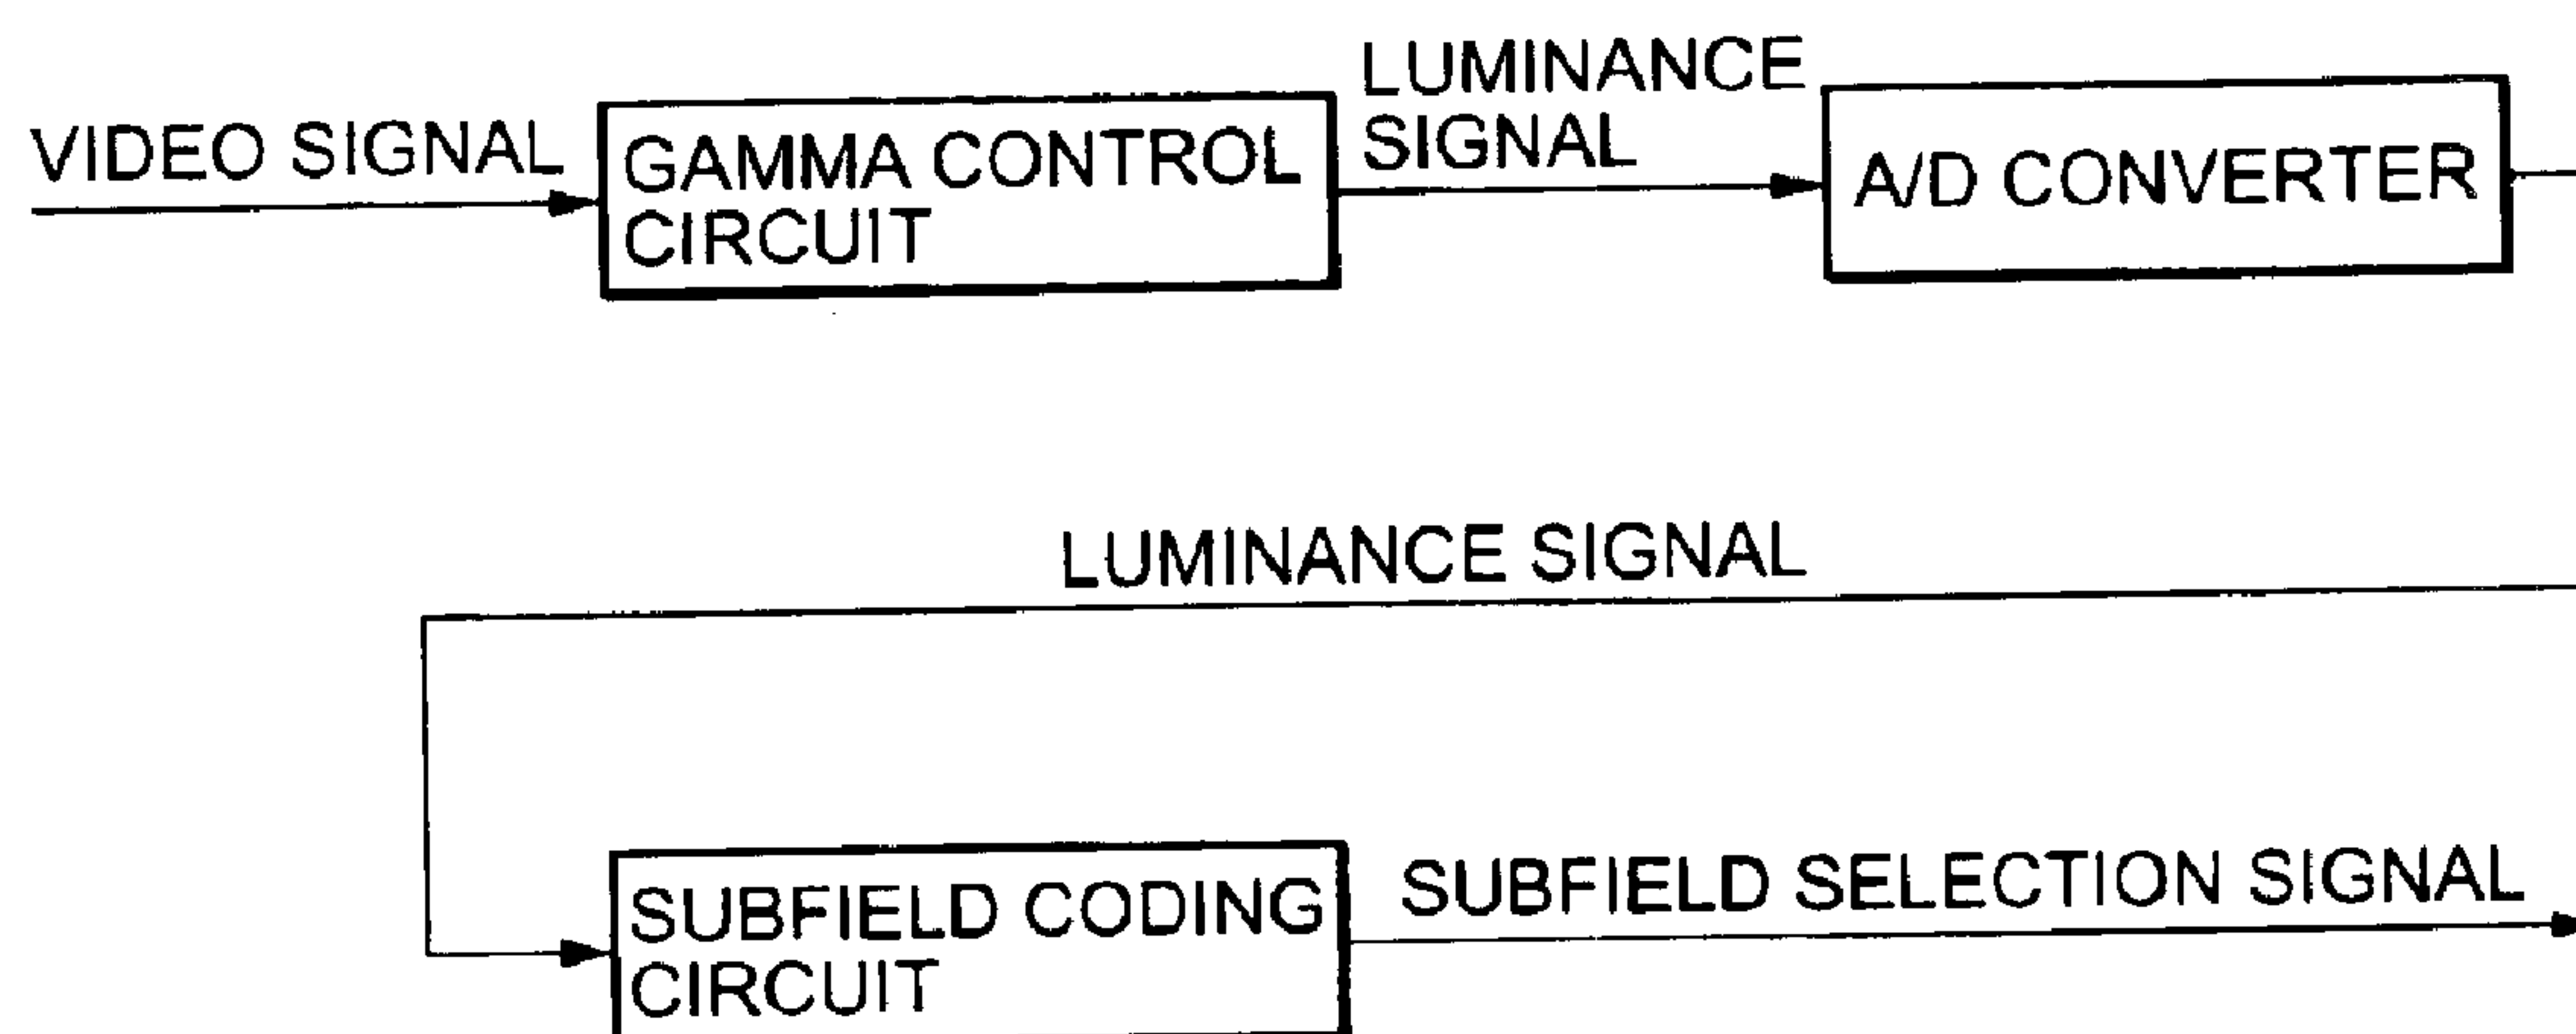 VIDEO SIGNAL
GAMMA CONTROL
CIRCUIT
LUMINANCE
SIGNAL
A/D CONVERTER
LUMINANCE SIGNAL
SUBFIELD CODING
CIRCUIT
SUBFIELD SELECTION SIGNAL